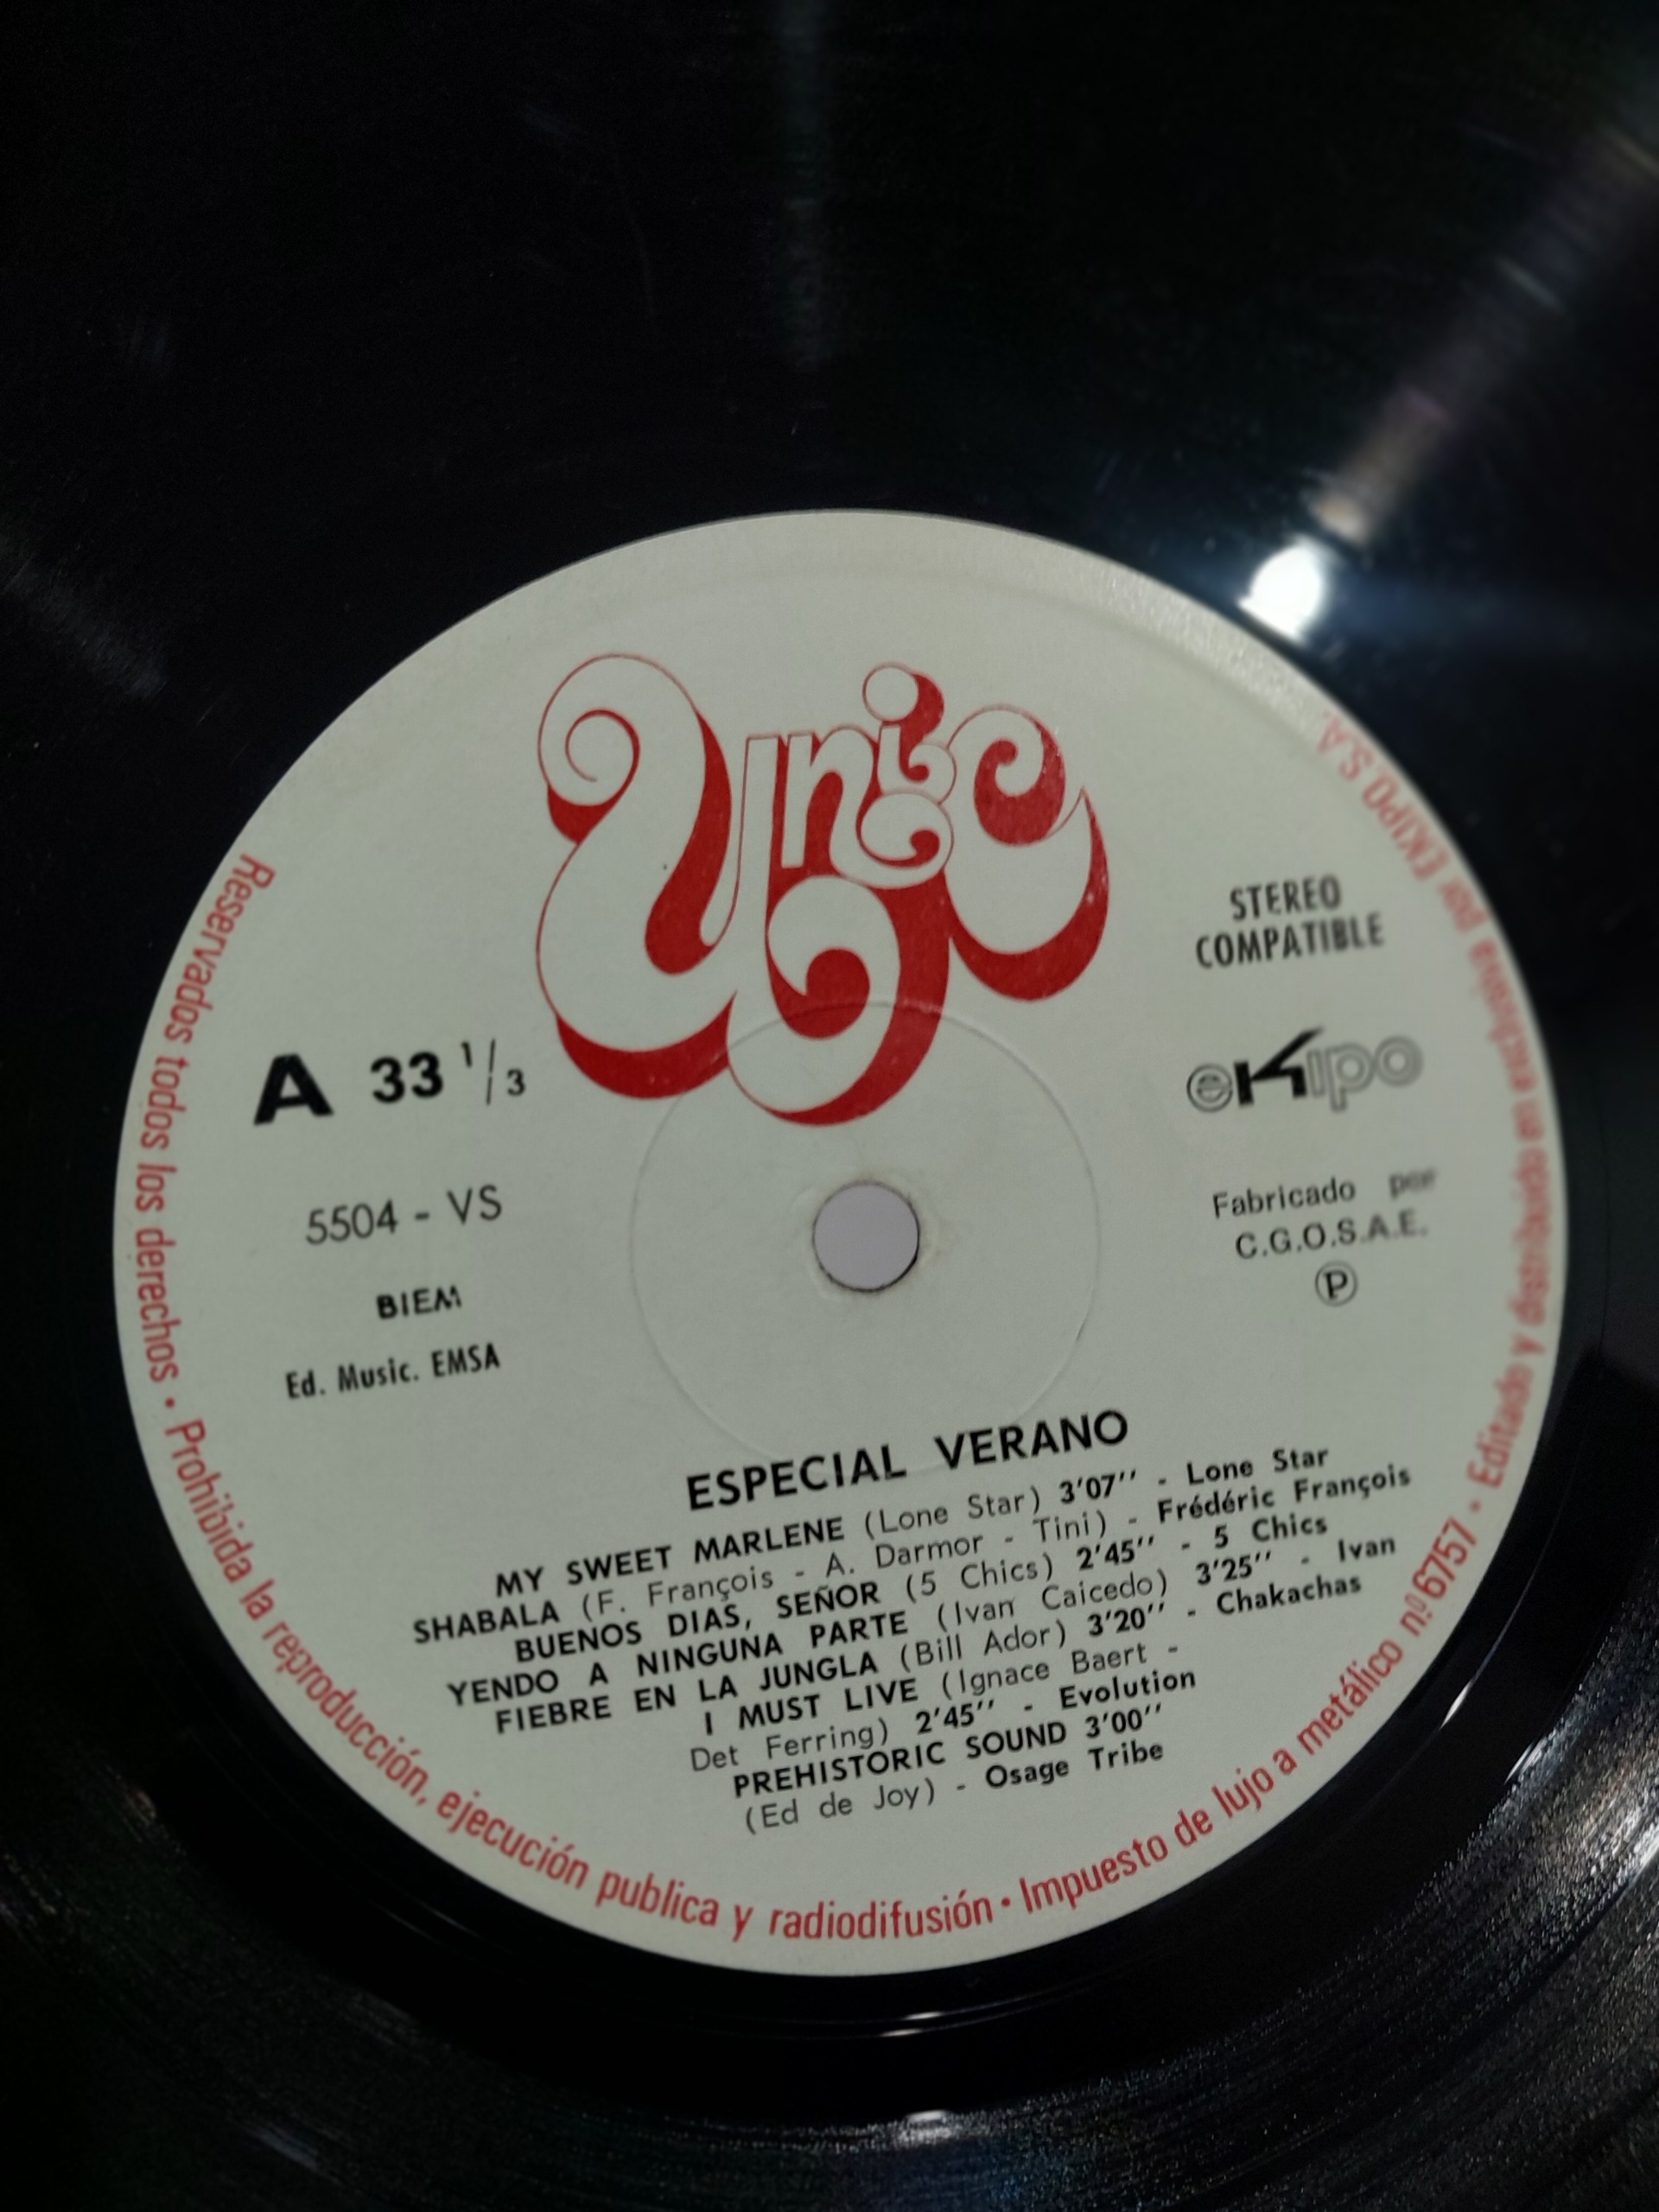 Unic
STEREO
COMPATIBLE
A 33 1/3
ekipo
5504 - VS
Fabricado por
C.G.O.S.A.E.
BIEM
Ⓟ
Ed. Music. EMSA
ESPECIAL VERANO
MY SWEET MARLENE (Lone Star) 3'07'' - Lone Star
SHABALA (F. François - A. Darmor - Tini) - Frédéric François
BUENOS DIAS, SEÑOR (5 Chics) 2'45'' - 5 Chics
YENDO A NINGUNA PARTE (Ivan Caicedo) 3'25'' - Ivan
FIEBRE EN LA JUNGLA (Bill Ador) 3'20'' - Chakachas
I MUST LIVE (Ignace Baert -
Det Ferring) 2'45'' - Evolution
PREHISTORIC SOUND 3'00''
(Ed de Joy) - Osage Tribe
Reservados todos los derechos • Prohibida la reproducción, ejecución publica y radiodifusión • Impuesto de lujo a metálico nº 6757 • Editado y distribuido en exclusiva por EKIPO S.A.